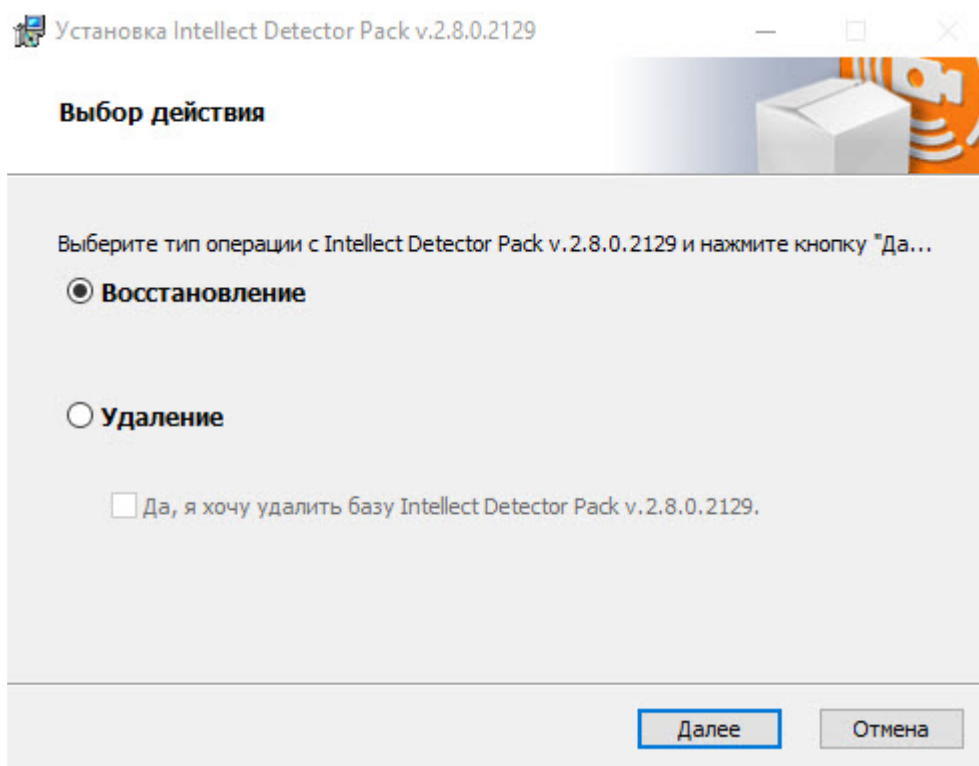 Установка Intellect Detector Pack v.2.8.0.2129
Выбор действия
Выберите тип операции с Intellect Detector Pack v.2.8.0.2129 и нажмите кнопку "Да...
Восстановление
Удаление
Да, я хочу удалить базу Intellect Detector Pack v.2.8.0.2129.
Далее
Отмена